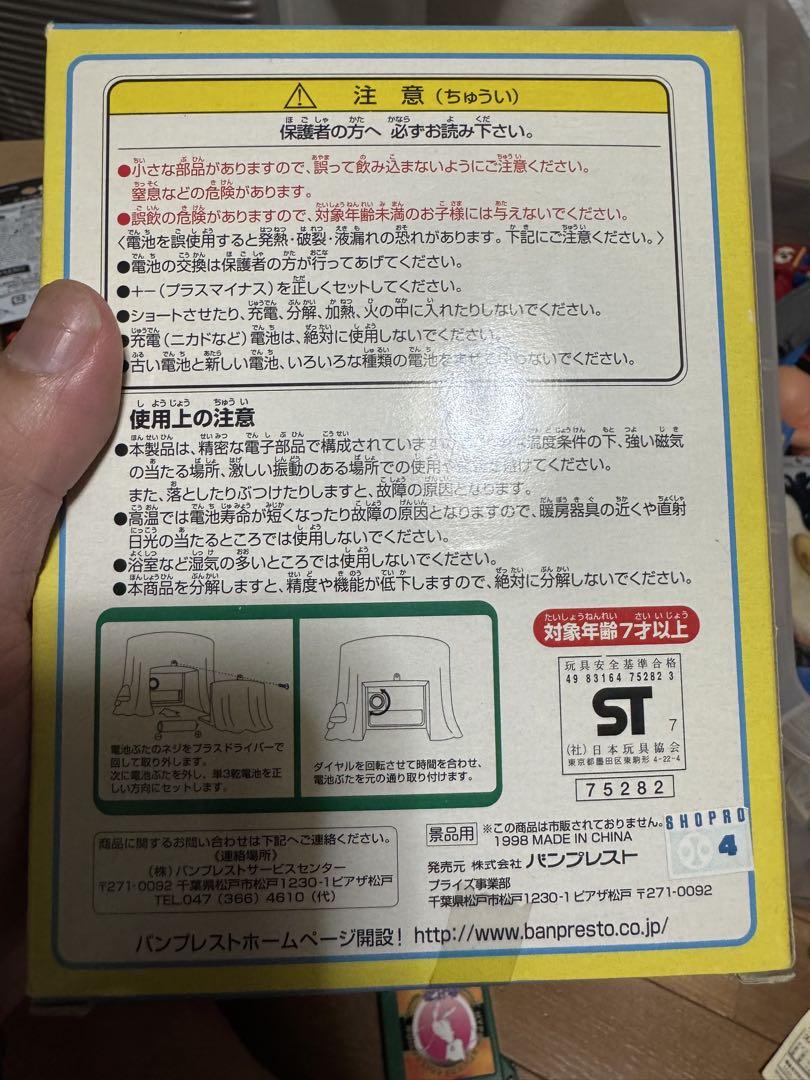 注 意（ちゅうい）
保護者の方へ 必ずお読み下さい。
●小さな部品がありますので、誤って飲み込まないようにご注意ください。
窒息などの危険があります。
●誤飲の危険がありますので、対象年齢未満のお子様には与えないでください。
〈電池を誤使用すると発熱・破裂・液漏れの恐れがあります。下記にご注意ください。〉
●電池の交換は保護者の方が行ってあげてください。
●+−（プラスマイナス）を正しくセットしてください。
●ショートさせたり、充電、分解、加熱、火の中に入れたりしないでください。
充電（ニカドなど）電池は、絶対に使用しないでください。
古い電池と新しい電池、いろいろな種類の電池をまぜて使わないでください。
使用上の注意
●本製品は、精密な電子部品で構成されています 温度条件の下、強い磁気
の当たる場所、激しい振動のある場所での使用 避けてください。
また、落としたりぶつけたりしますと、故障の原因となります。
●高温では電池寿命が短くなったり故障の原因となりますので、暖房器具の近くや直射
日光の当たるところでは使用しないでください。
●浴室など湿気の多いところでは使用しないでください。
●本商品を分解しますと、精度や機能が低下しますので、絶対に分解しないでください。
電池ぶたのネジをプラスドライバーで
回して取り外します。
次に電池ぶたを外し、単3乾電池を正
しい方向にセットします。
ダイヤルを回転させて時間を合わせ、
電池ぶたを元の通り取り付けます。
対象年齢7才以上
玩具安全基準合格
49 83164 75282 3
ST 7
（社）日本玩具協会
東京都墨田区東駒形 4-22-4
75282
商品に関するお問い合わせは下記へご連絡ください。
《連絡場所》
（株）バンプレストサービスセンター
〒271-0092 千葉県松戸市松戸1230-1ピアザ松戸
TEL.047（366）4610（代）
景品用 ※この商品は市販されておりません。
1998 MADE IN CHINA
発売元 株式会社 バンプレスト
プライズ事業部
千葉県松戸市松戸1230-1ピアザ松戸 〒271-0092
SHOPRO
4
バンプレストホームページ開設！ http://www.banpresto.co.jp/